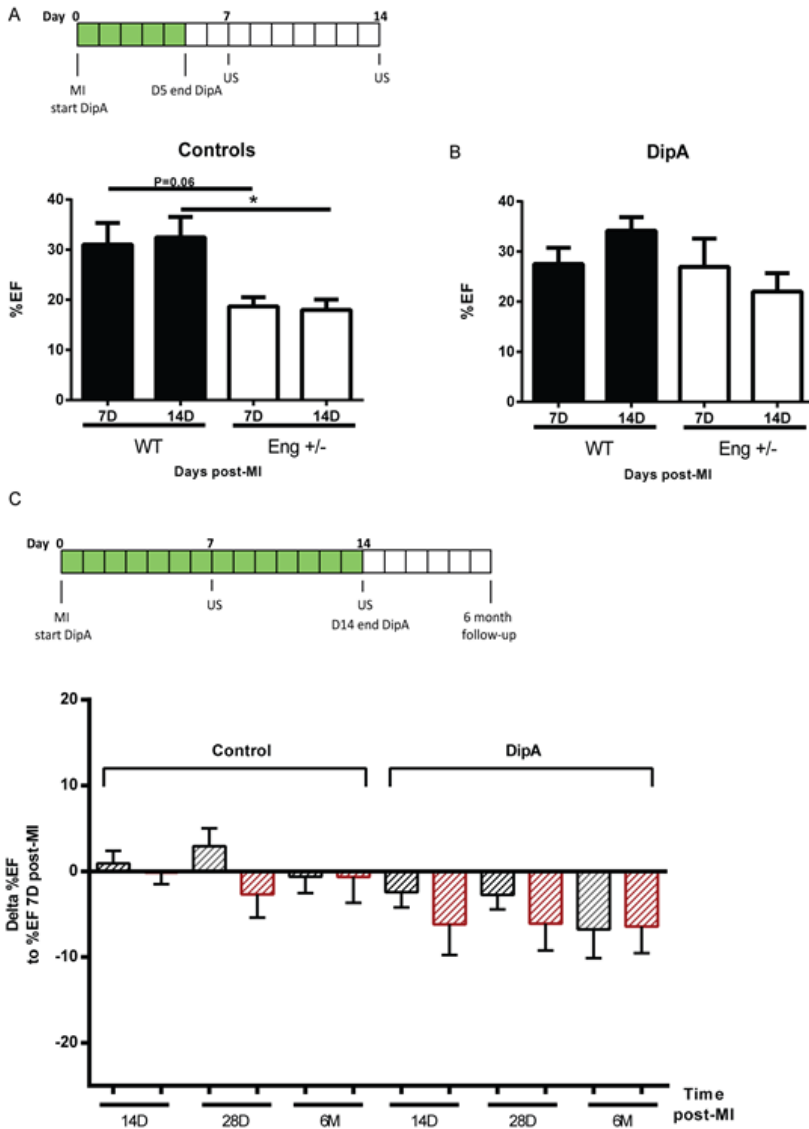 A
Day 0 7 14
MI
start DipA
D5 end DipA
US
US
Controls
P=0.06
*
%EF
40
30
20
10
0
7D 14D 7D 14D
WT Eng +/-
Days post-MI
B
DipA
%EF
40
30
20
10
0
7D 14D 7D 14D
WT Eng +/-
Days post-MI
C
Day 0 7 14
MI
start DipA
US
US
D14 end DipA
6 month
follow-up
Delta %EF
to %EF 7D post-MI
20
10
0
-10
-20
Control DipA
14D 28D 6M 14D 28D 6M
Time
post-MI